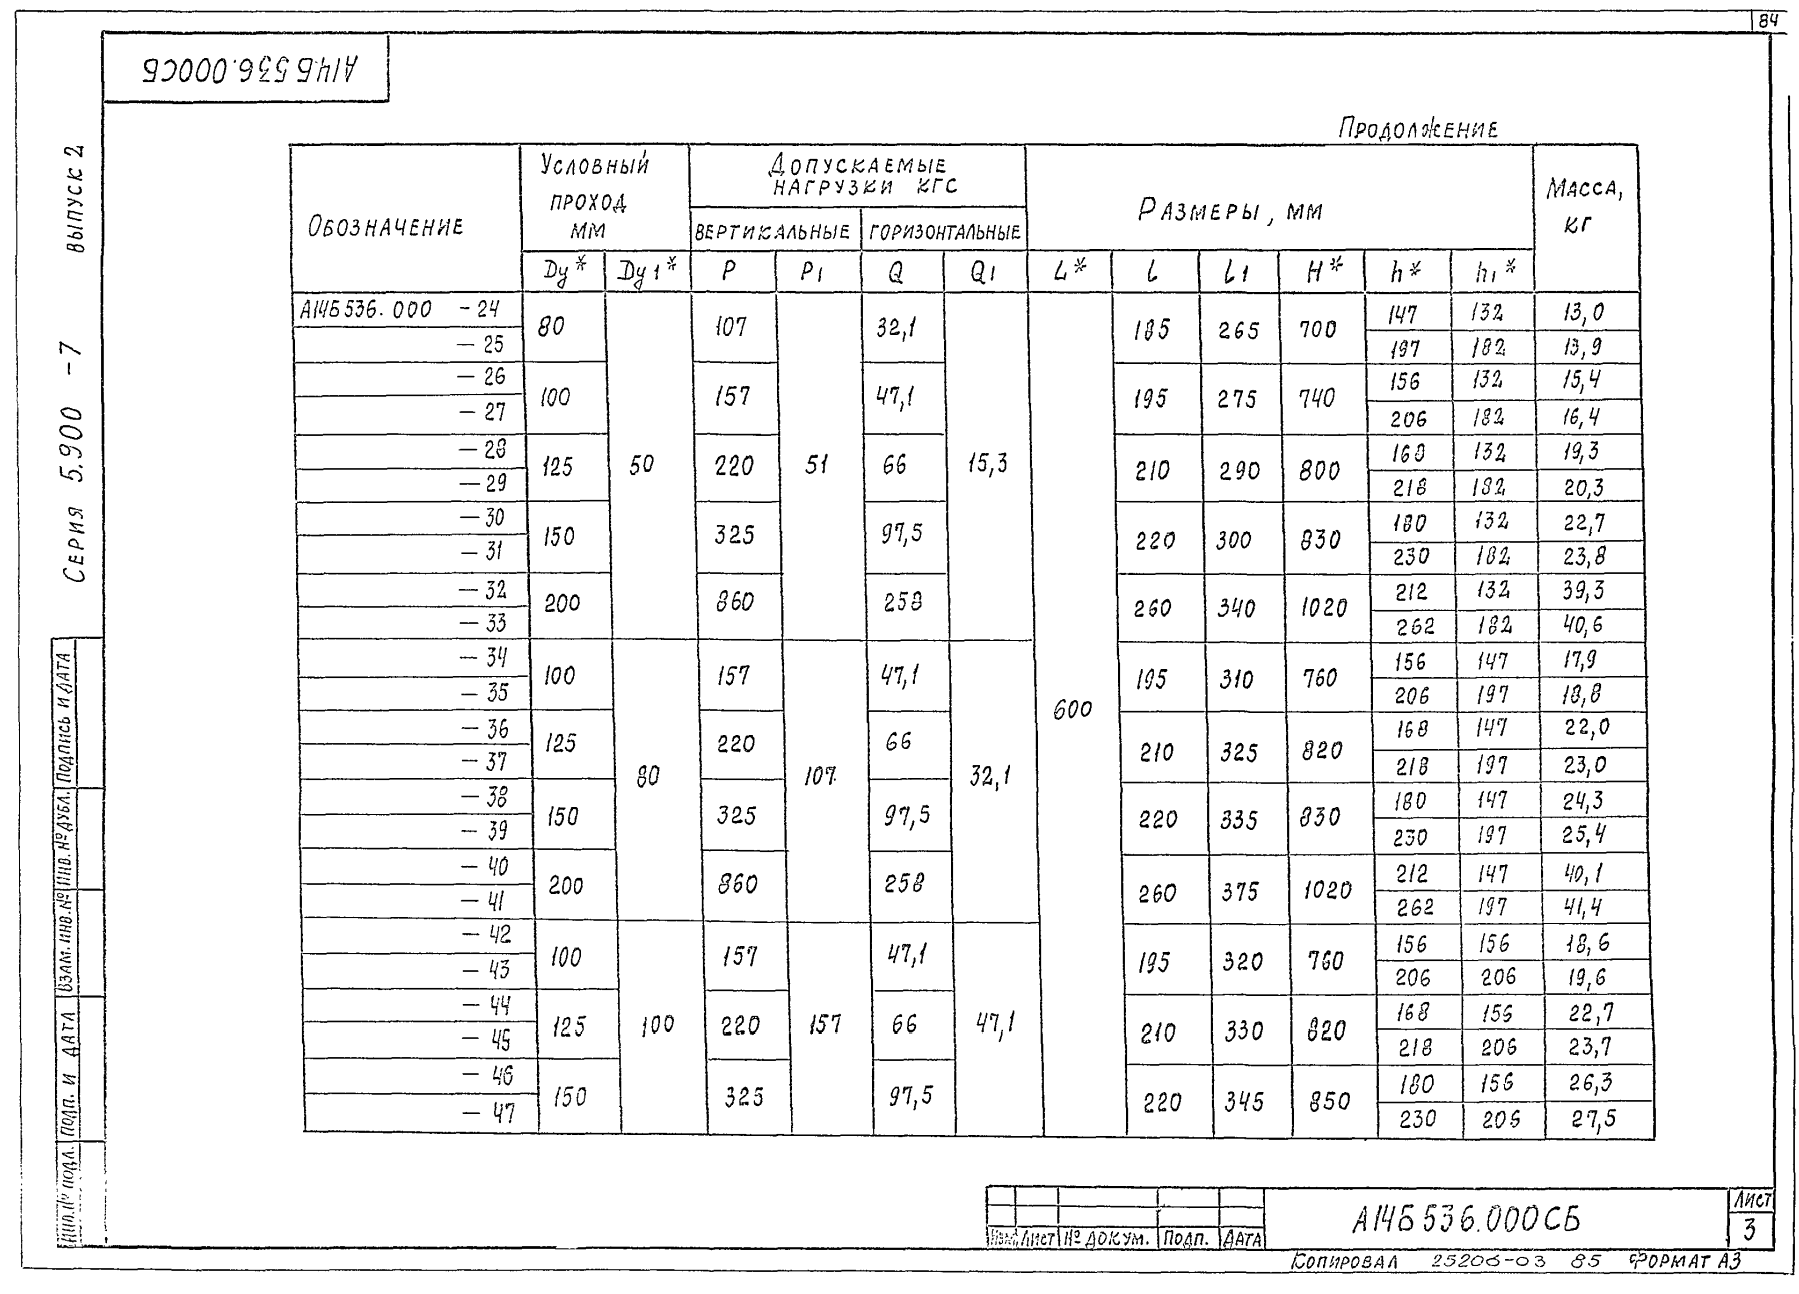 84
А14Б536.000СБ
Продолжение
Обозначение | Условный проход мм | Допускаемые нагрузки кгс | Размеры, мм | Масса, кг
вертикальные | горизонтальные
Dy* | Dy1* | P | P1 | Q | Q1 | L* | l | l1 | H* | h* | h1*
А14Б536.000 -24 | 80 | 50 | 107 | 51 | 32,1 | 15,3 | 600 | 185 | 265 | 700 | 147 | 132 | 13,0
-25 | 197 | 182 | 13,9
-26 | 100 | 157 | 47,1 | 195 | 275 | 740 | 156 | 132 | 15,4
-27 | 206 | 182 | 16,4
-28 | 125 | 220 | 66 | 210 | 290 | 800 | 168 | 132 | 19,3
-29 | 218 | 182 | 20,3
-30 | 150 | 325 | 97,5 | 220 | 300 | 830 | 180 | 132 | 22,7
-31 | 230 | 182 | 23,8
-32 | 200 | 860 | 258 | 260 | 340 | 1020 | 212 | 132 | 39,3
-33 | 262 | 182 | 40,6
-34 | 100 | 80 | 157 | 107 | 47,1 | 32,1 | 195 | 310 | 760 | 156 | 147 | 17,9
-35 | 206 | 197 | 18,8
-36 | 125 | 220 | 66 | 210 | 325 | 820 | 168 | 147 | 22,0
-37 | 218 | 197 | 23,0
-38 | 150 | 325 | 97,5 | 220 | 335 | 830 | 180 | 147 | 24,3
-39 | 230 | 197 | 25,4
-40 | 200 | 860 | 258 | 260 | 375 | 1020 | 212 | 147 | 40,1
-41 | 262 | 197 | 41,4
-42 | 100 | 100 | 157 | 157 | 47,1 | 47,1 | 195 | 320 | 760 | 156 | 156 | 18,6
-43 | 206 | 206 | 19,6
-44 | 125 | 220 | 66 | 210 | 330 | 820 | 168 | 156 | 22,7
-45 | 218 | 206 | 23,7
-46 | 150 | 325 | 97,5 | 220 | 345 | 850 | 180 | 156 | 26,3
-47 | 230 | 206 | 27,5
Серия 5.900-7 выпуск 2
Инв.№ подл. | Подп. и дата | Взам.инв.№ | Инв.№ дубл. | Подпись и дата
Изм. | Лист | № докум. | Подп. | Дата
А14Б536.000СБ
Лист
3
Копировал 25206-03 85 Формат А3